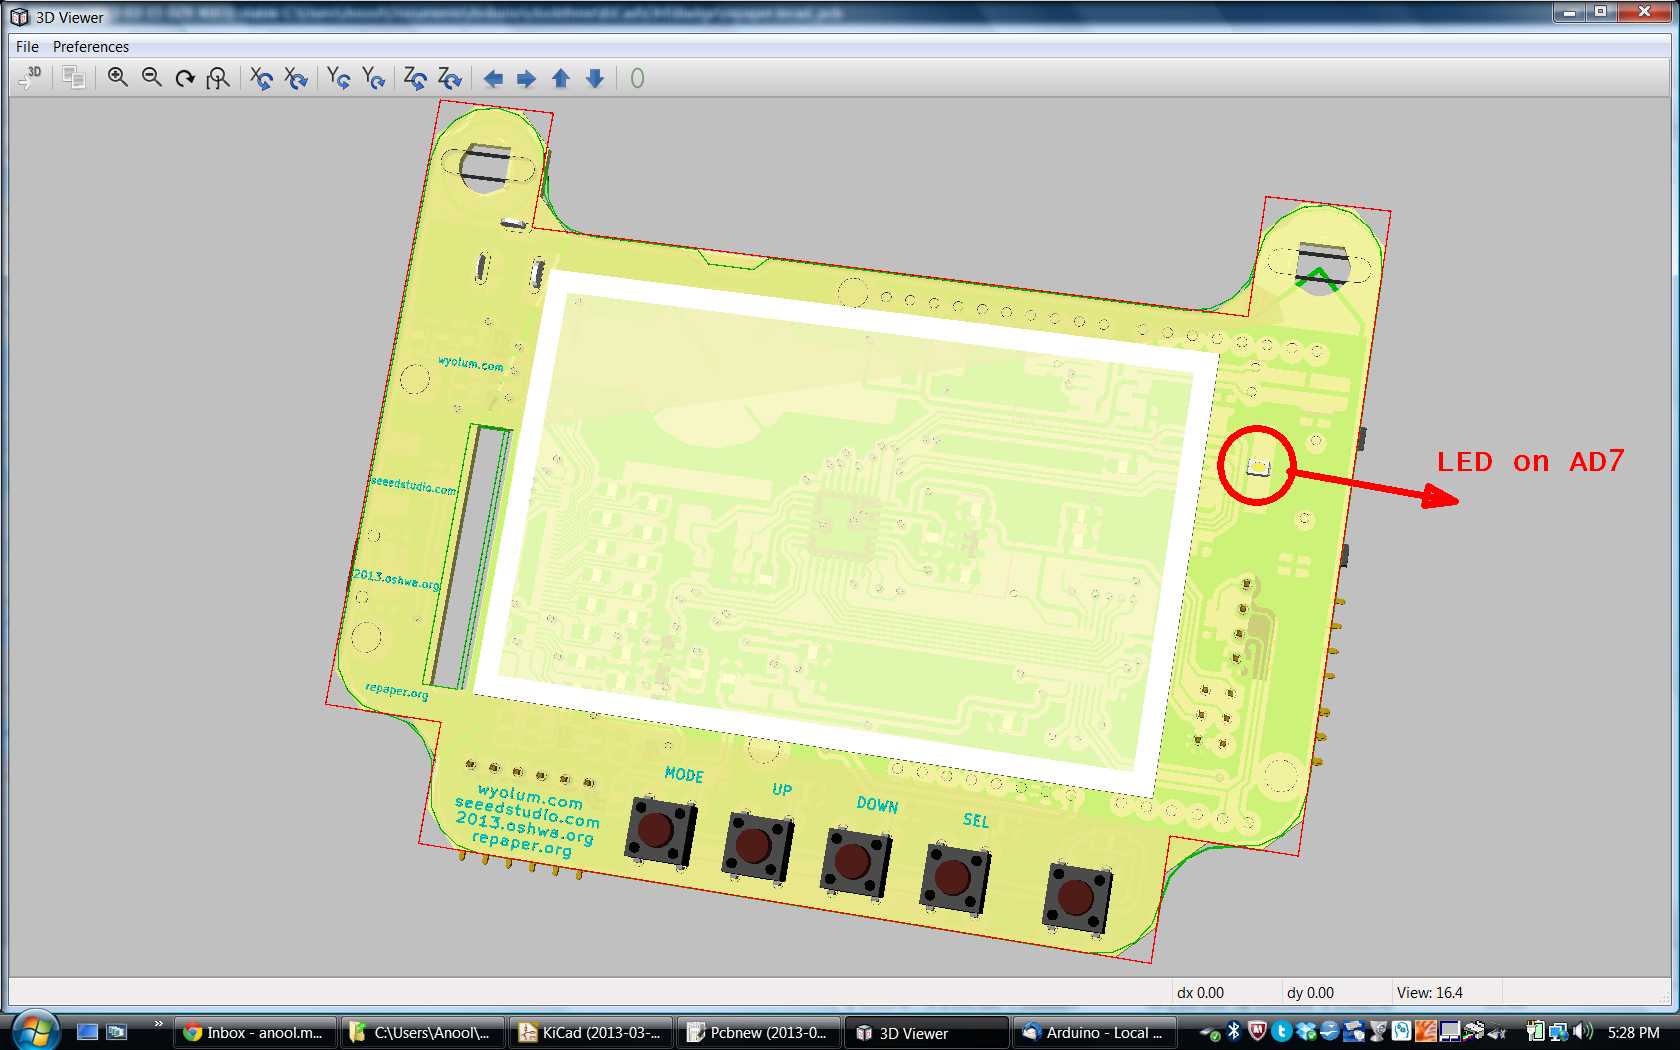 3D Viewer
File Preferences
3D
X X Y Y Z Z
wyolum.com
seeedstudio.com
2013.oshwa.org
repaper.org
LED on AD7
MODE
UP
DOWN
SEL
wyolum.com
seeedstudio.com
2013.oshwa.org
repaper.org
dx 0.00 dy 0.00 View: 16.4
» Inbox - anool.m... C:\Users\Anool\... KiCad (2013-03-... Pcbnew (2013-0... 3D Viewer Arduino - Local ... 5:28 PM